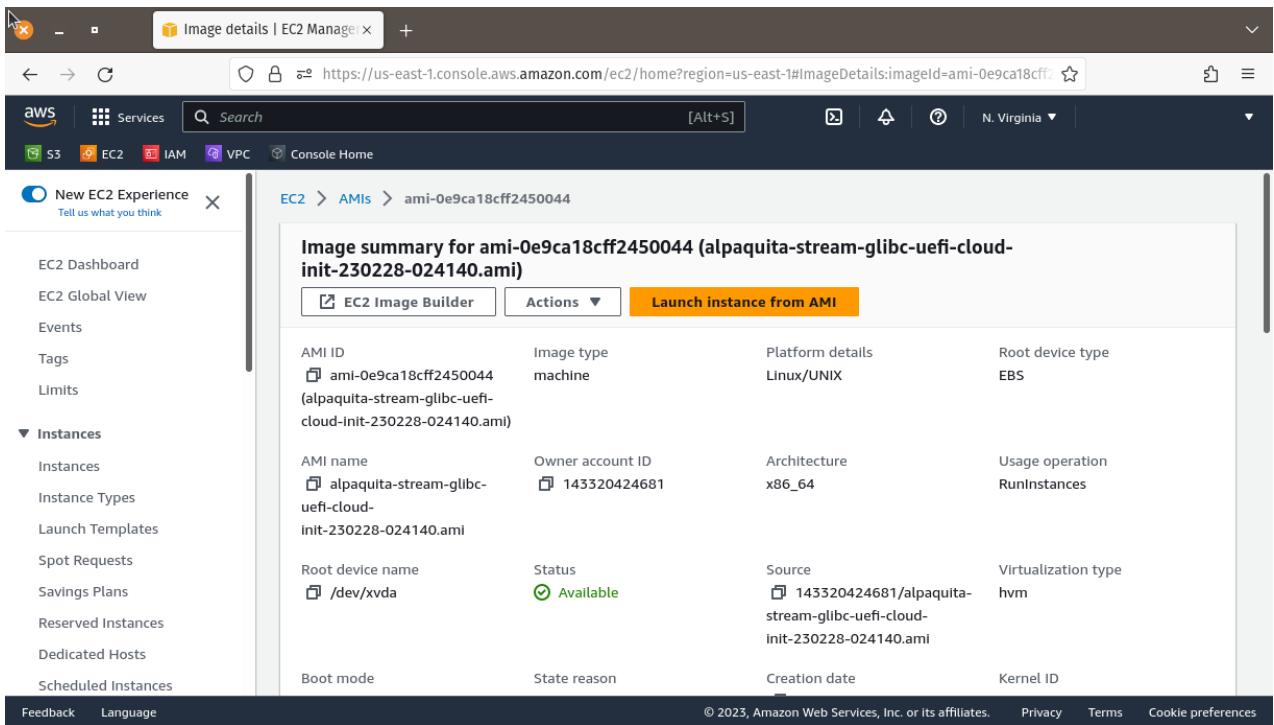 Image details | EC2 Manager
https://us-east-1.console.aws.amazon.com/ec2/home?region=us-east-1#ImageDetails:imageId=ami-0e9ca18cff2
aws Services Search [Alt+S] N. Virginia
S3 EC2 IAM VPC Console Home
New EC2 Experience
Tell us what you think
EC2 Dashboard
EC2 Global View
Events
Tags
Limits
Instances
Instances
Instance Types
Launch Templates
Spot Requests
Savings Plans
Reserved Instances
Dedicated Hosts
Scheduled Instances
EC2 > AMIs > ami-0e9ca18cff2450044
Image summary for ami-0e9ca18cff2450044 (alpaquita-stream-glibc-uefi-cloud-
init-230228-024140.ami)
EC2 Image Builder Actions Launch instance from AMI
AMI ID
ami-0e9ca18cff2450044
(alpaquita-stream-glibc-uefi-
cloud-init-230228-024140.ami)
Image type
machine
Platform details
Linux/UNIX
Root device type
EBS
AMI name
alpaquita-stream-glibc-
uefi-cloud-
init-230228-024140.ami
Owner account ID
143320424681
Architecture
x86_64
Usage operation
RunInstances
Root device name
/dev/xvda
Status
Available
Source
143320424681/alpaquita-
stream-glibc-uefi-cloud-
init-230228-024140.ami
Virtualization type
hvm
Boot mode
State reason
Creation date
Kernel ID
Feedback Language © 2023, Amazon Web Services, Inc. or its affiliates. Privacy Terms Cookie preferences